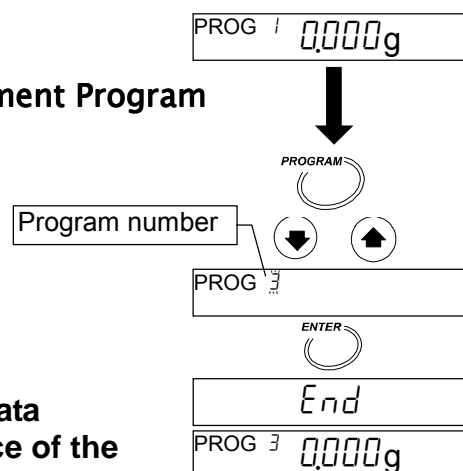 PROG 1 0.000g
ment Program
PROGRAM
Program number
PROG 3
ENTER
End
ata
ce of the
PROG 3 0.000g